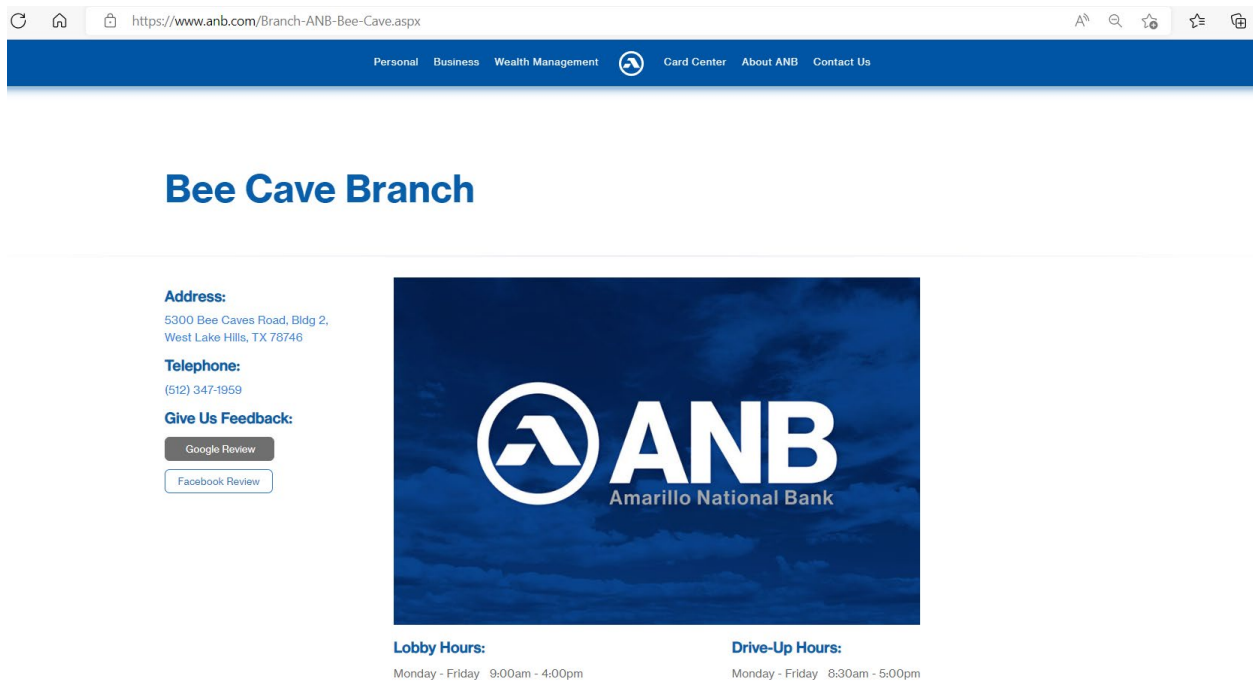 https://www.anb.com/Branch-ANB-Bee-Cave.aspx
Personal Business Wealth Management Card Center About ANB Contact Us
Bee Cave Branch
Address:
5300 Bee Caves Road, Bldg 2,
West Lake Hills, TX 78746
Telephone:
(512) 347-1959
Give Us Feedback:
Google Review
Facebook Review
ANB
Amarillo National Bank
Lobby Hours:
Monday - Friday 9:00am - 4:00pm
Drive-Up Hours:
Monday - Friday 8:30am - 5:00pm